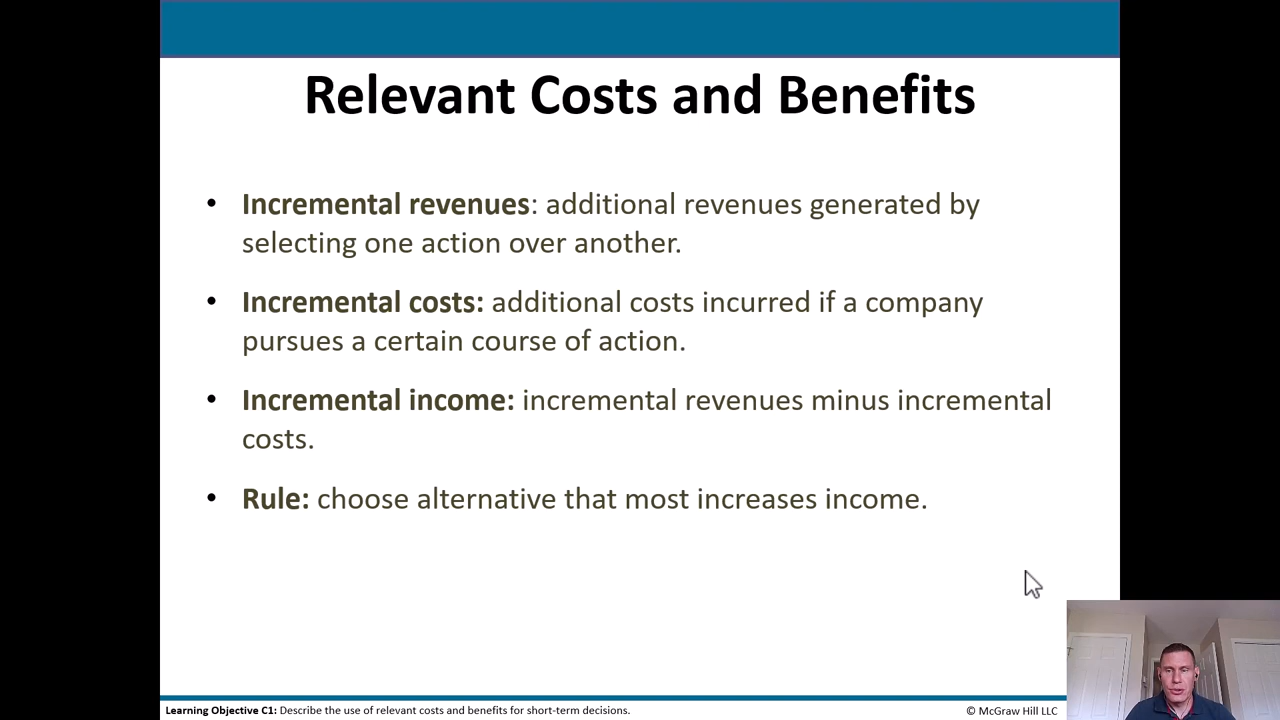 Relevant Costs and Benefits
• Incremental revenues: additional revenues generated by
selecting one action over another.
• Incremental costs: additional costs incurred if a company
pursues a certain course of action.
• Incremental income: incremental revenues minus incremental
costs.
• Rule: choose alternative that most increases income.
Learning Objective C1: Describe the use of relevant costs and benefits for short-term decisions.
© McGraw Hill LLC